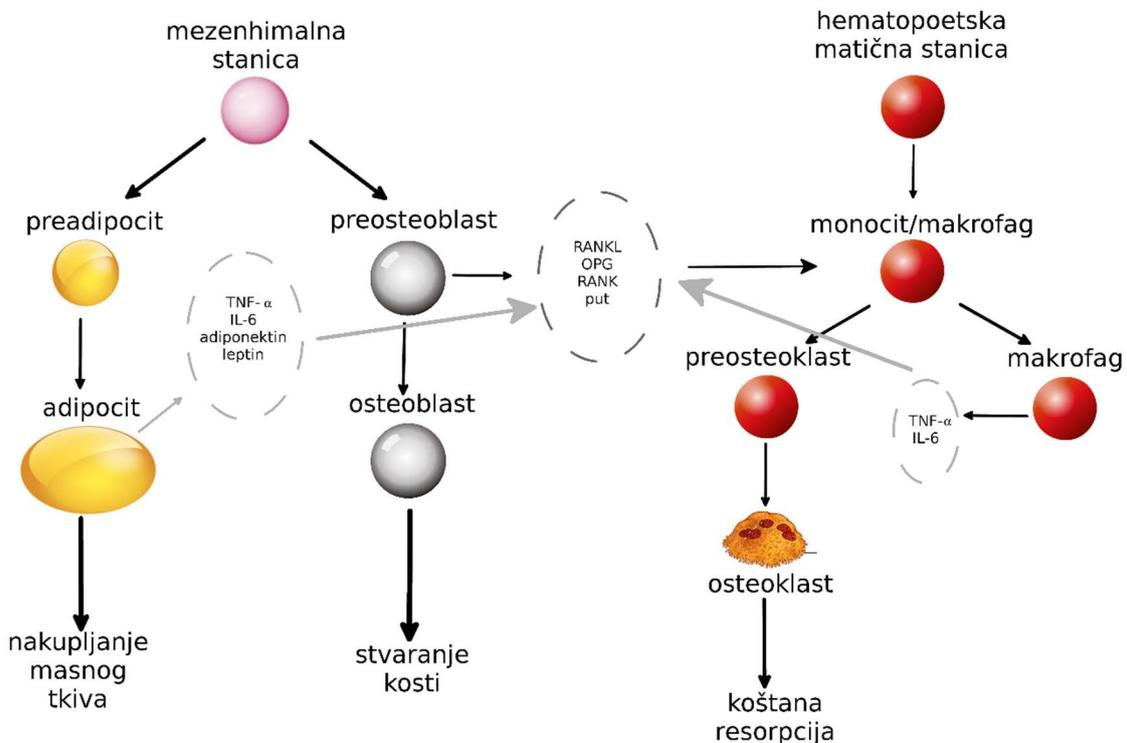 mezenhimalna
stanica
hematopoetska
matična stanica
preadipocit
preosteoblast
RANKL
OPG
RANK
put
monocit/makrofag
TNF- α
IL-6
adiponektin
leptin
preosteoklast
makrofag
adipocit
osteoblast
TNF-α
IL-6
osteoklast
nakupljanje
masnog
tkiva
stvaranje
kosti
koštana
resorpcija